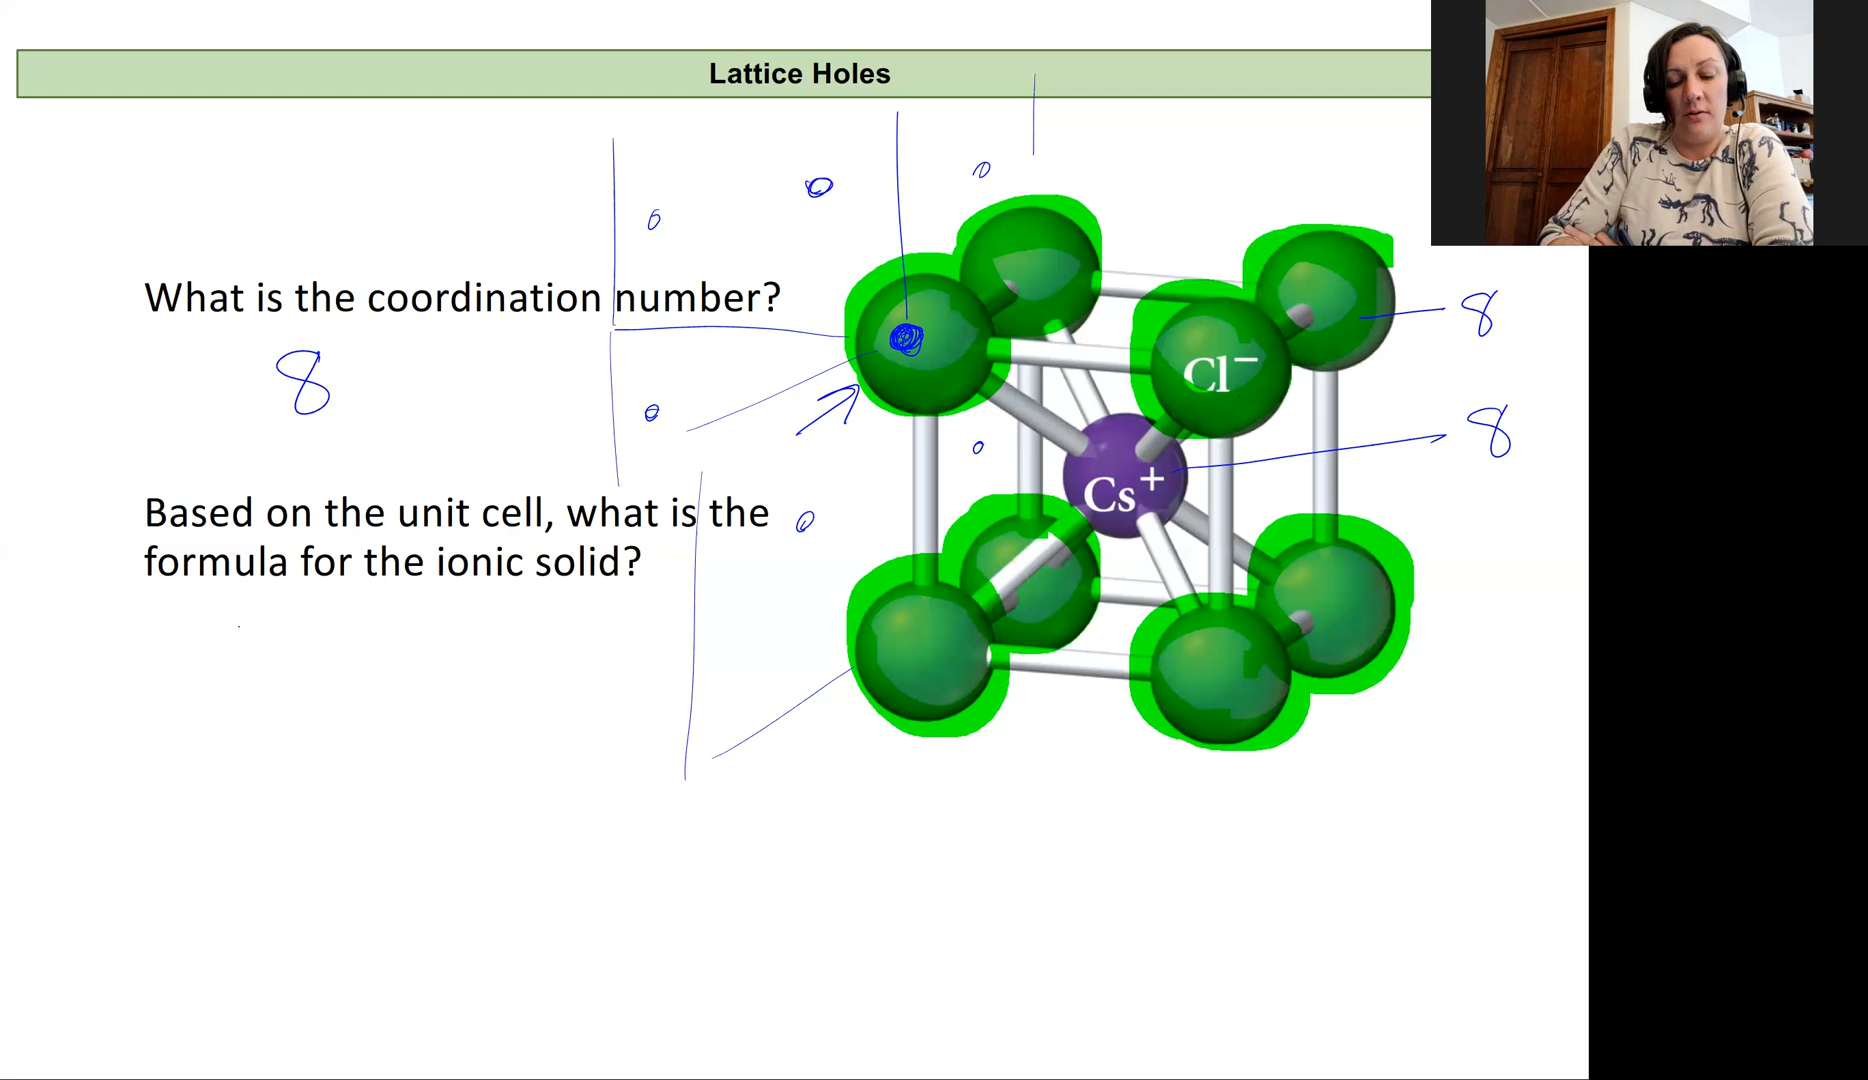 Lattice Holes
What is the coordination number?
8
Based on the unit cell, what is the
formula for the ionic solid?
Cl⁻
Cs⁺
8
8